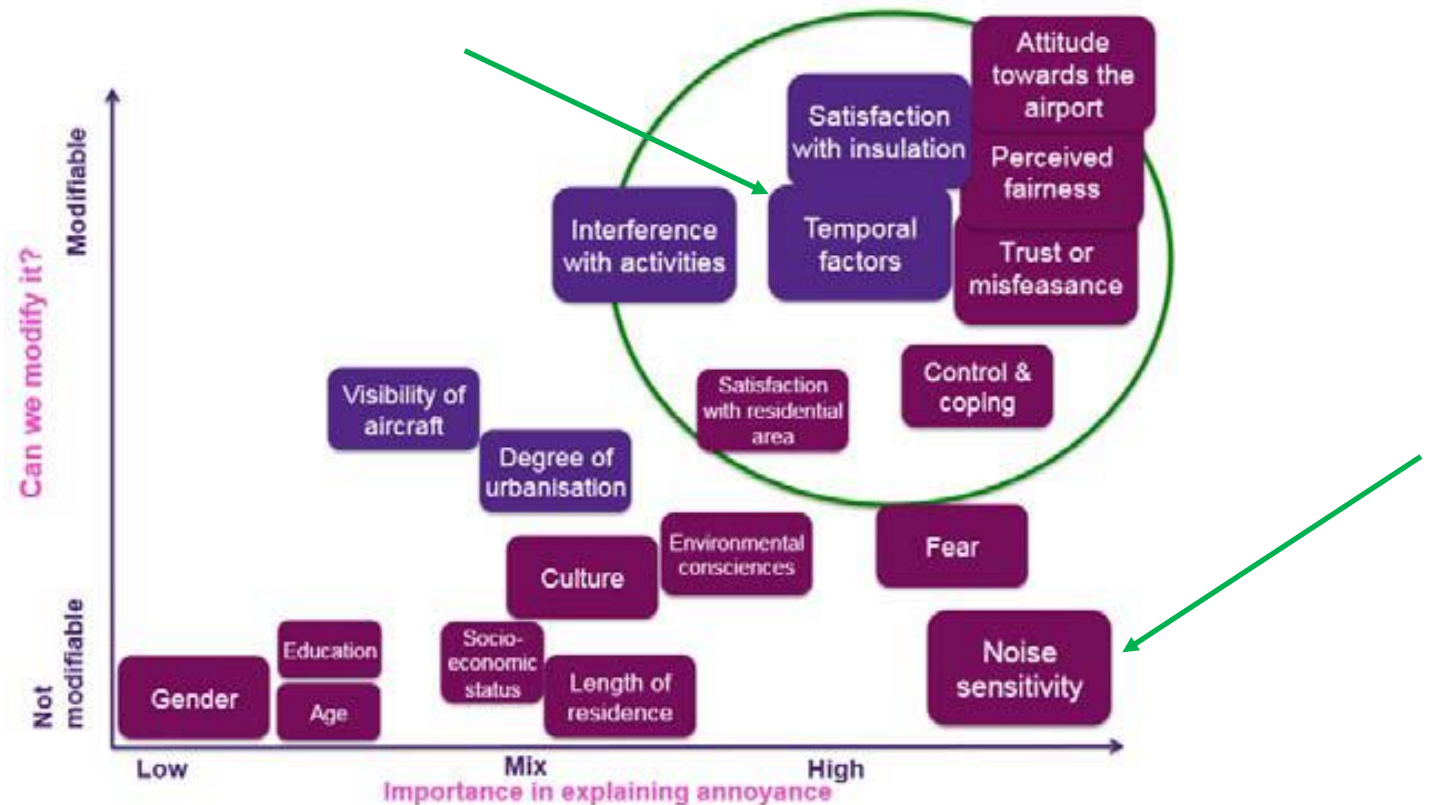 Attitude
towards the
airport
Satisfaction
with insulation
Perceived
fairness
Interference
with activities
Temporal
factors
Trust or
misfeasance
Visibility of
aircraft
Satisfaction
with residential
area
Control &
coping
Degree of
urbanisation
Culture
Environmental
consciences
Fear
Gender
Education
Age
Socio-
economic
status
Length of
residence
Noise
sensitivity
Can we modify it?
Modifiable
Not
modifiable
Low
Mix
High
Importance in explaining annoyance